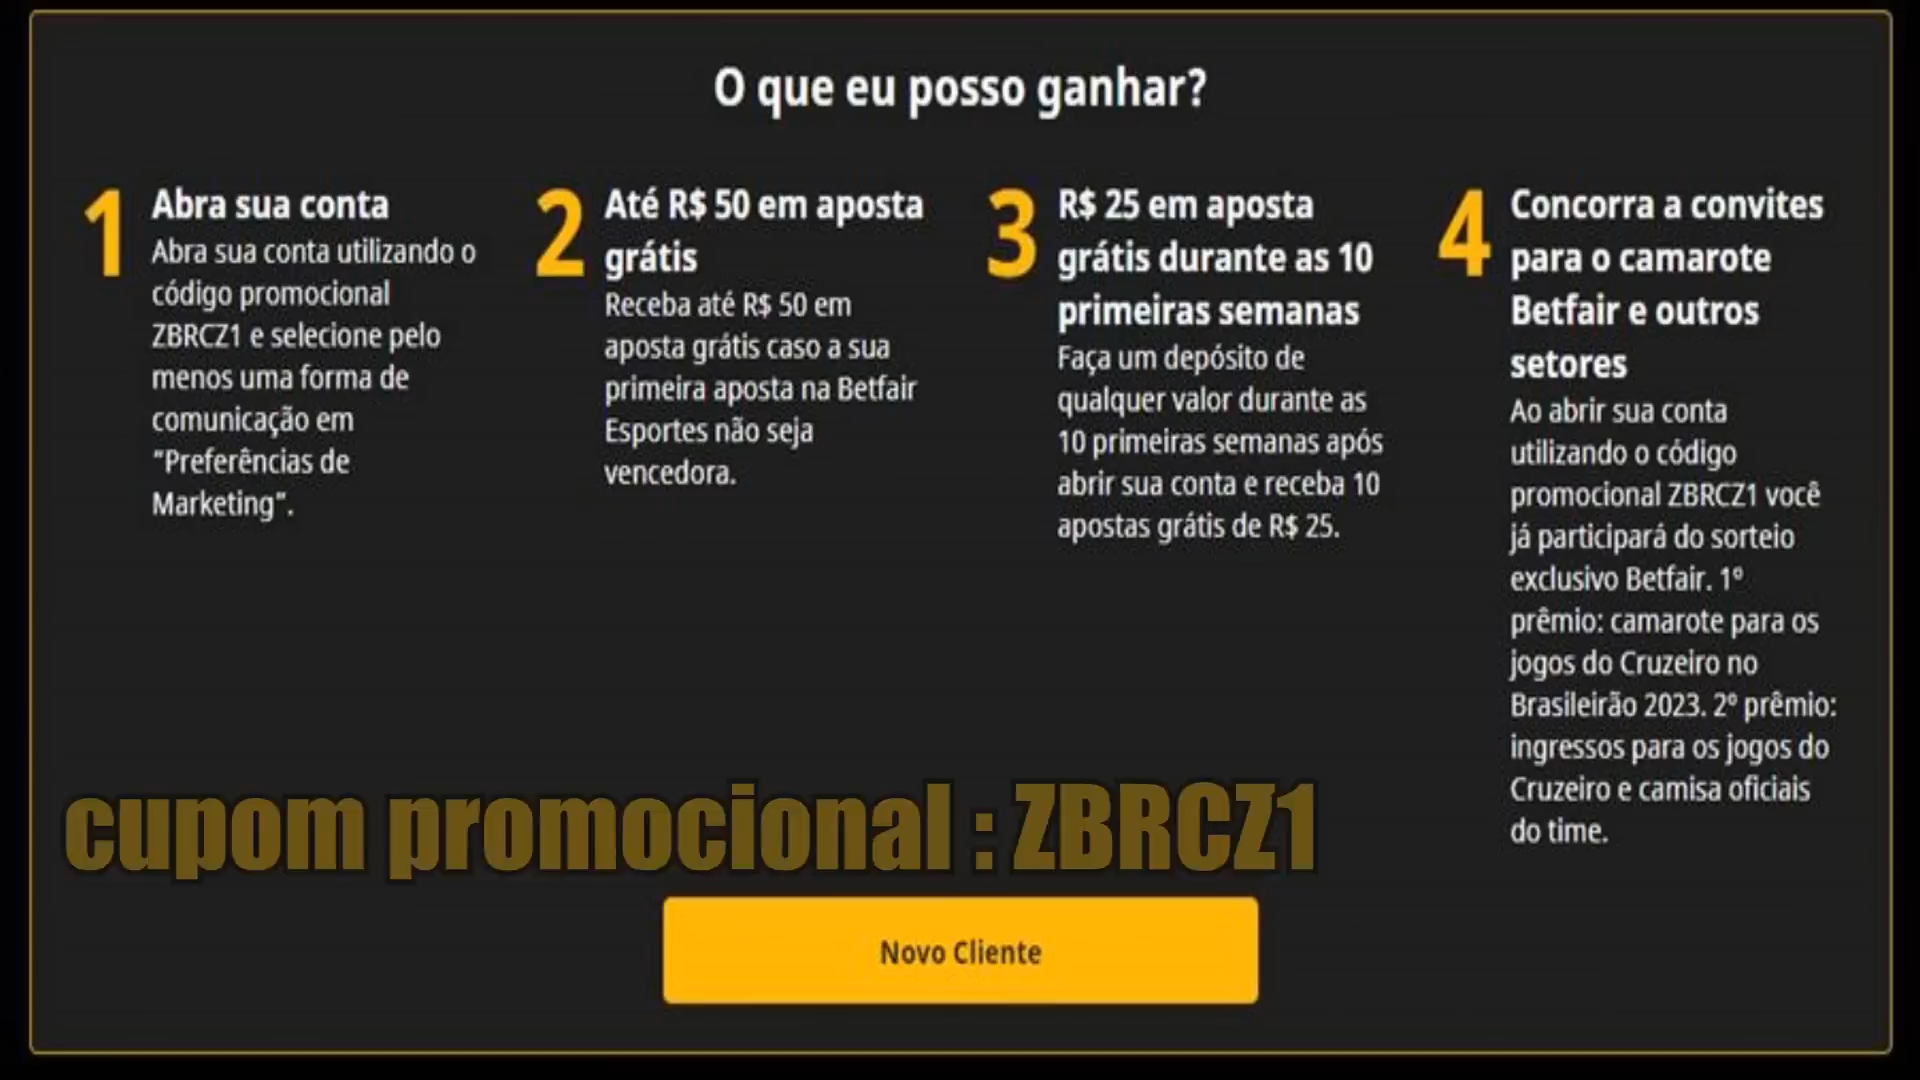 O que eu posso ganhar?
1
Abra sua conta
Abra sua conta utilizando o
código promocional
ZBRCZ1 e selecione pelo
menos uma forma de
comunicação em
"Preferências de
Marketing".
2
Até R$ 50 em aposta
grátis
Receba até R$ 50 em
aposta grátis caso a sua
primeira aposta na Betfair
Esportes não seja
vencedora.
3
R$ 25 em aposta
grátis durante as 10
primeiras semanas
Faça um depósito de
qualquer valor durante as
10 primeiras semanas após
abrir sua conta e receba 10
apostas grátis de R$ 25.
4
Concorra a convites
para o camarote
Betfair e outros
setores
Ao abrir sua conta
utilizando o código
promocional ZBRCZ1 você
já participará do sorteio
exclusivo Betfair. 1º
prêmio: camarote para os
jogos do Cruzeiro no
Brasileirão 2023. 2º prêmio:
ingressos para os jogos do
Cruzeiro e camisa oficiais
do time.
cupom promocional : ZBRCZ1
Novo Cliente